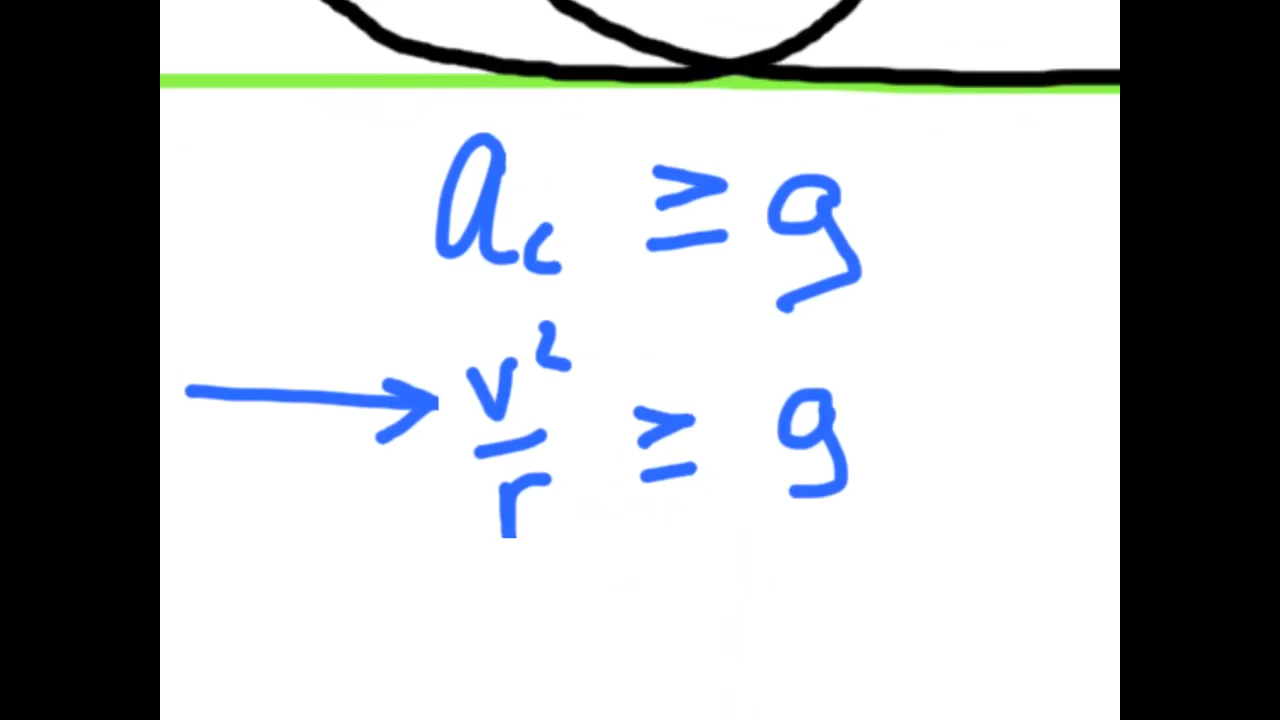 a_c ≥ g
→ v²/r ≥ g